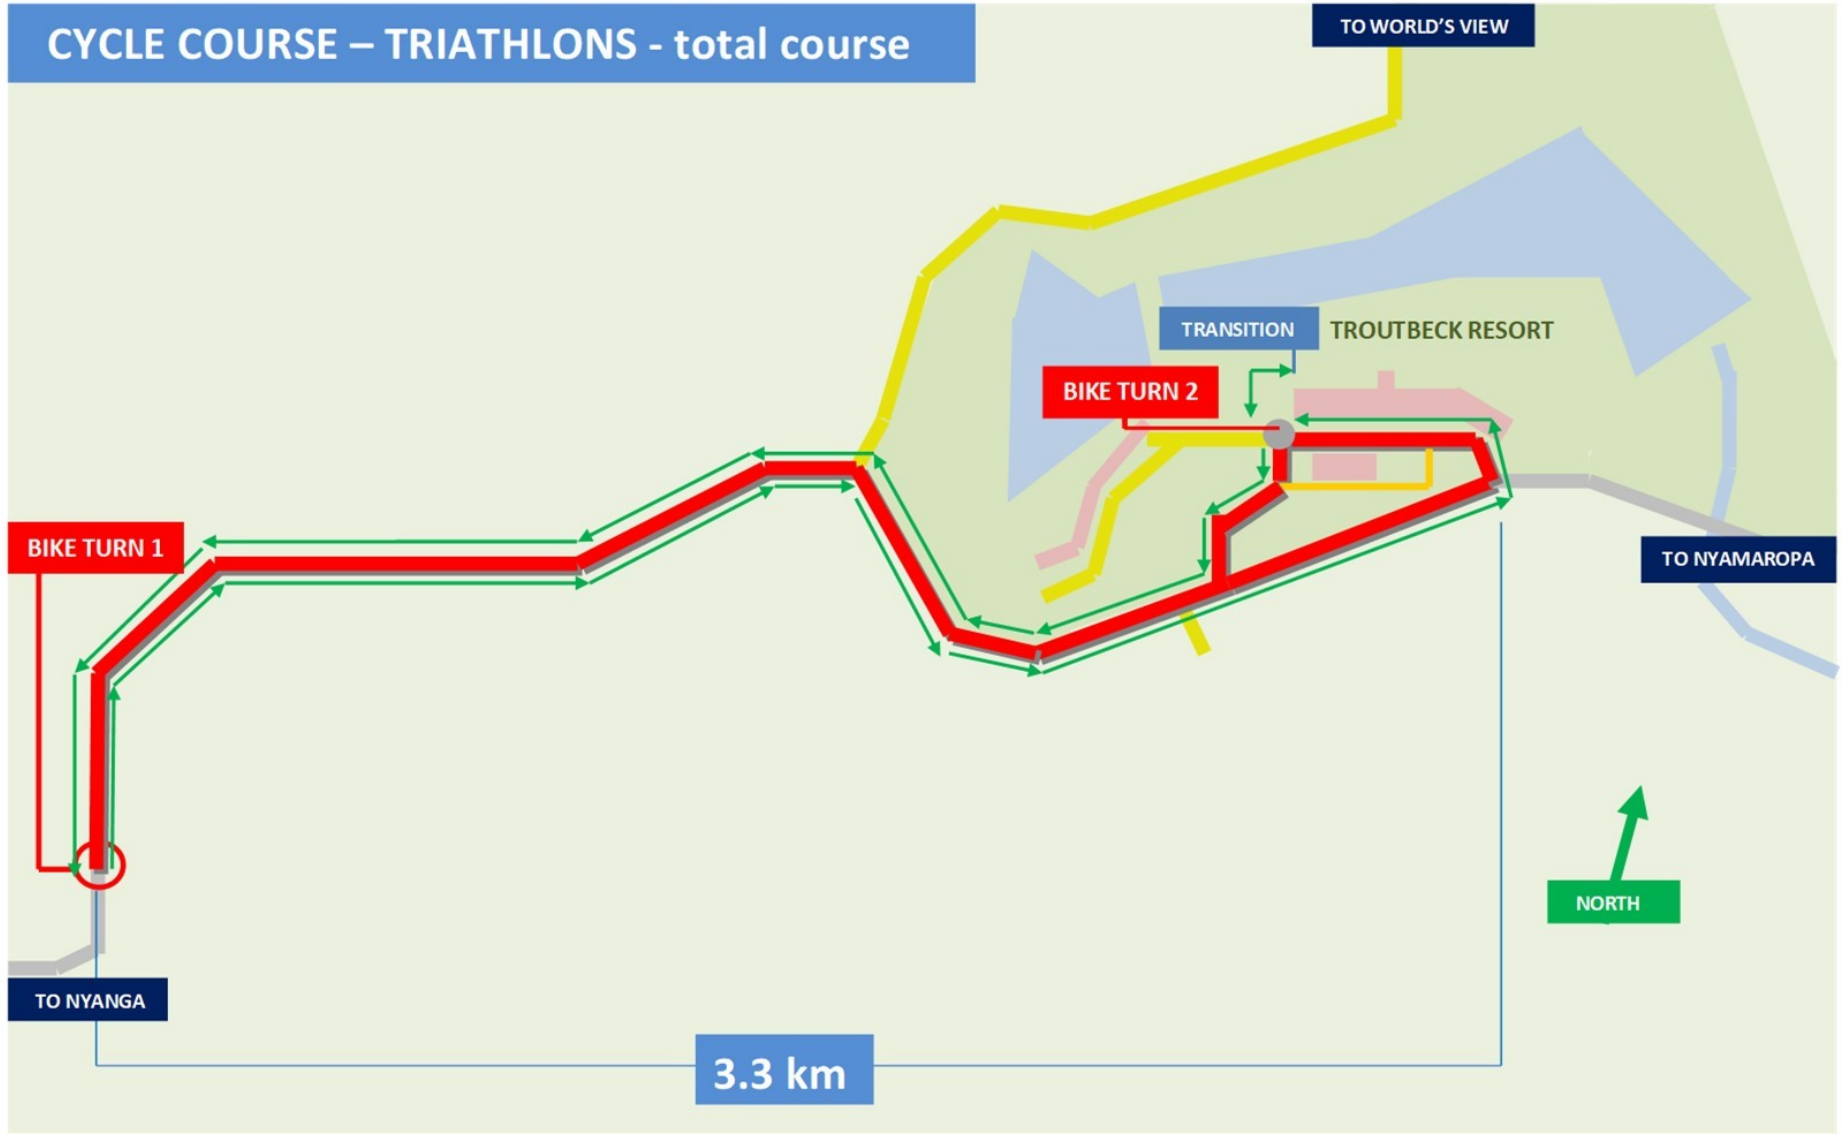 CYCLE COURSE – TRIATHLONS - total course
TO WORLD’S VIEW
TRANSITION
TROUTBECK RESORT
BIKE TURN 2
BIKE TURN 1
TO NYAMAROPA
NORTH
TO NYANGA
3.3 km